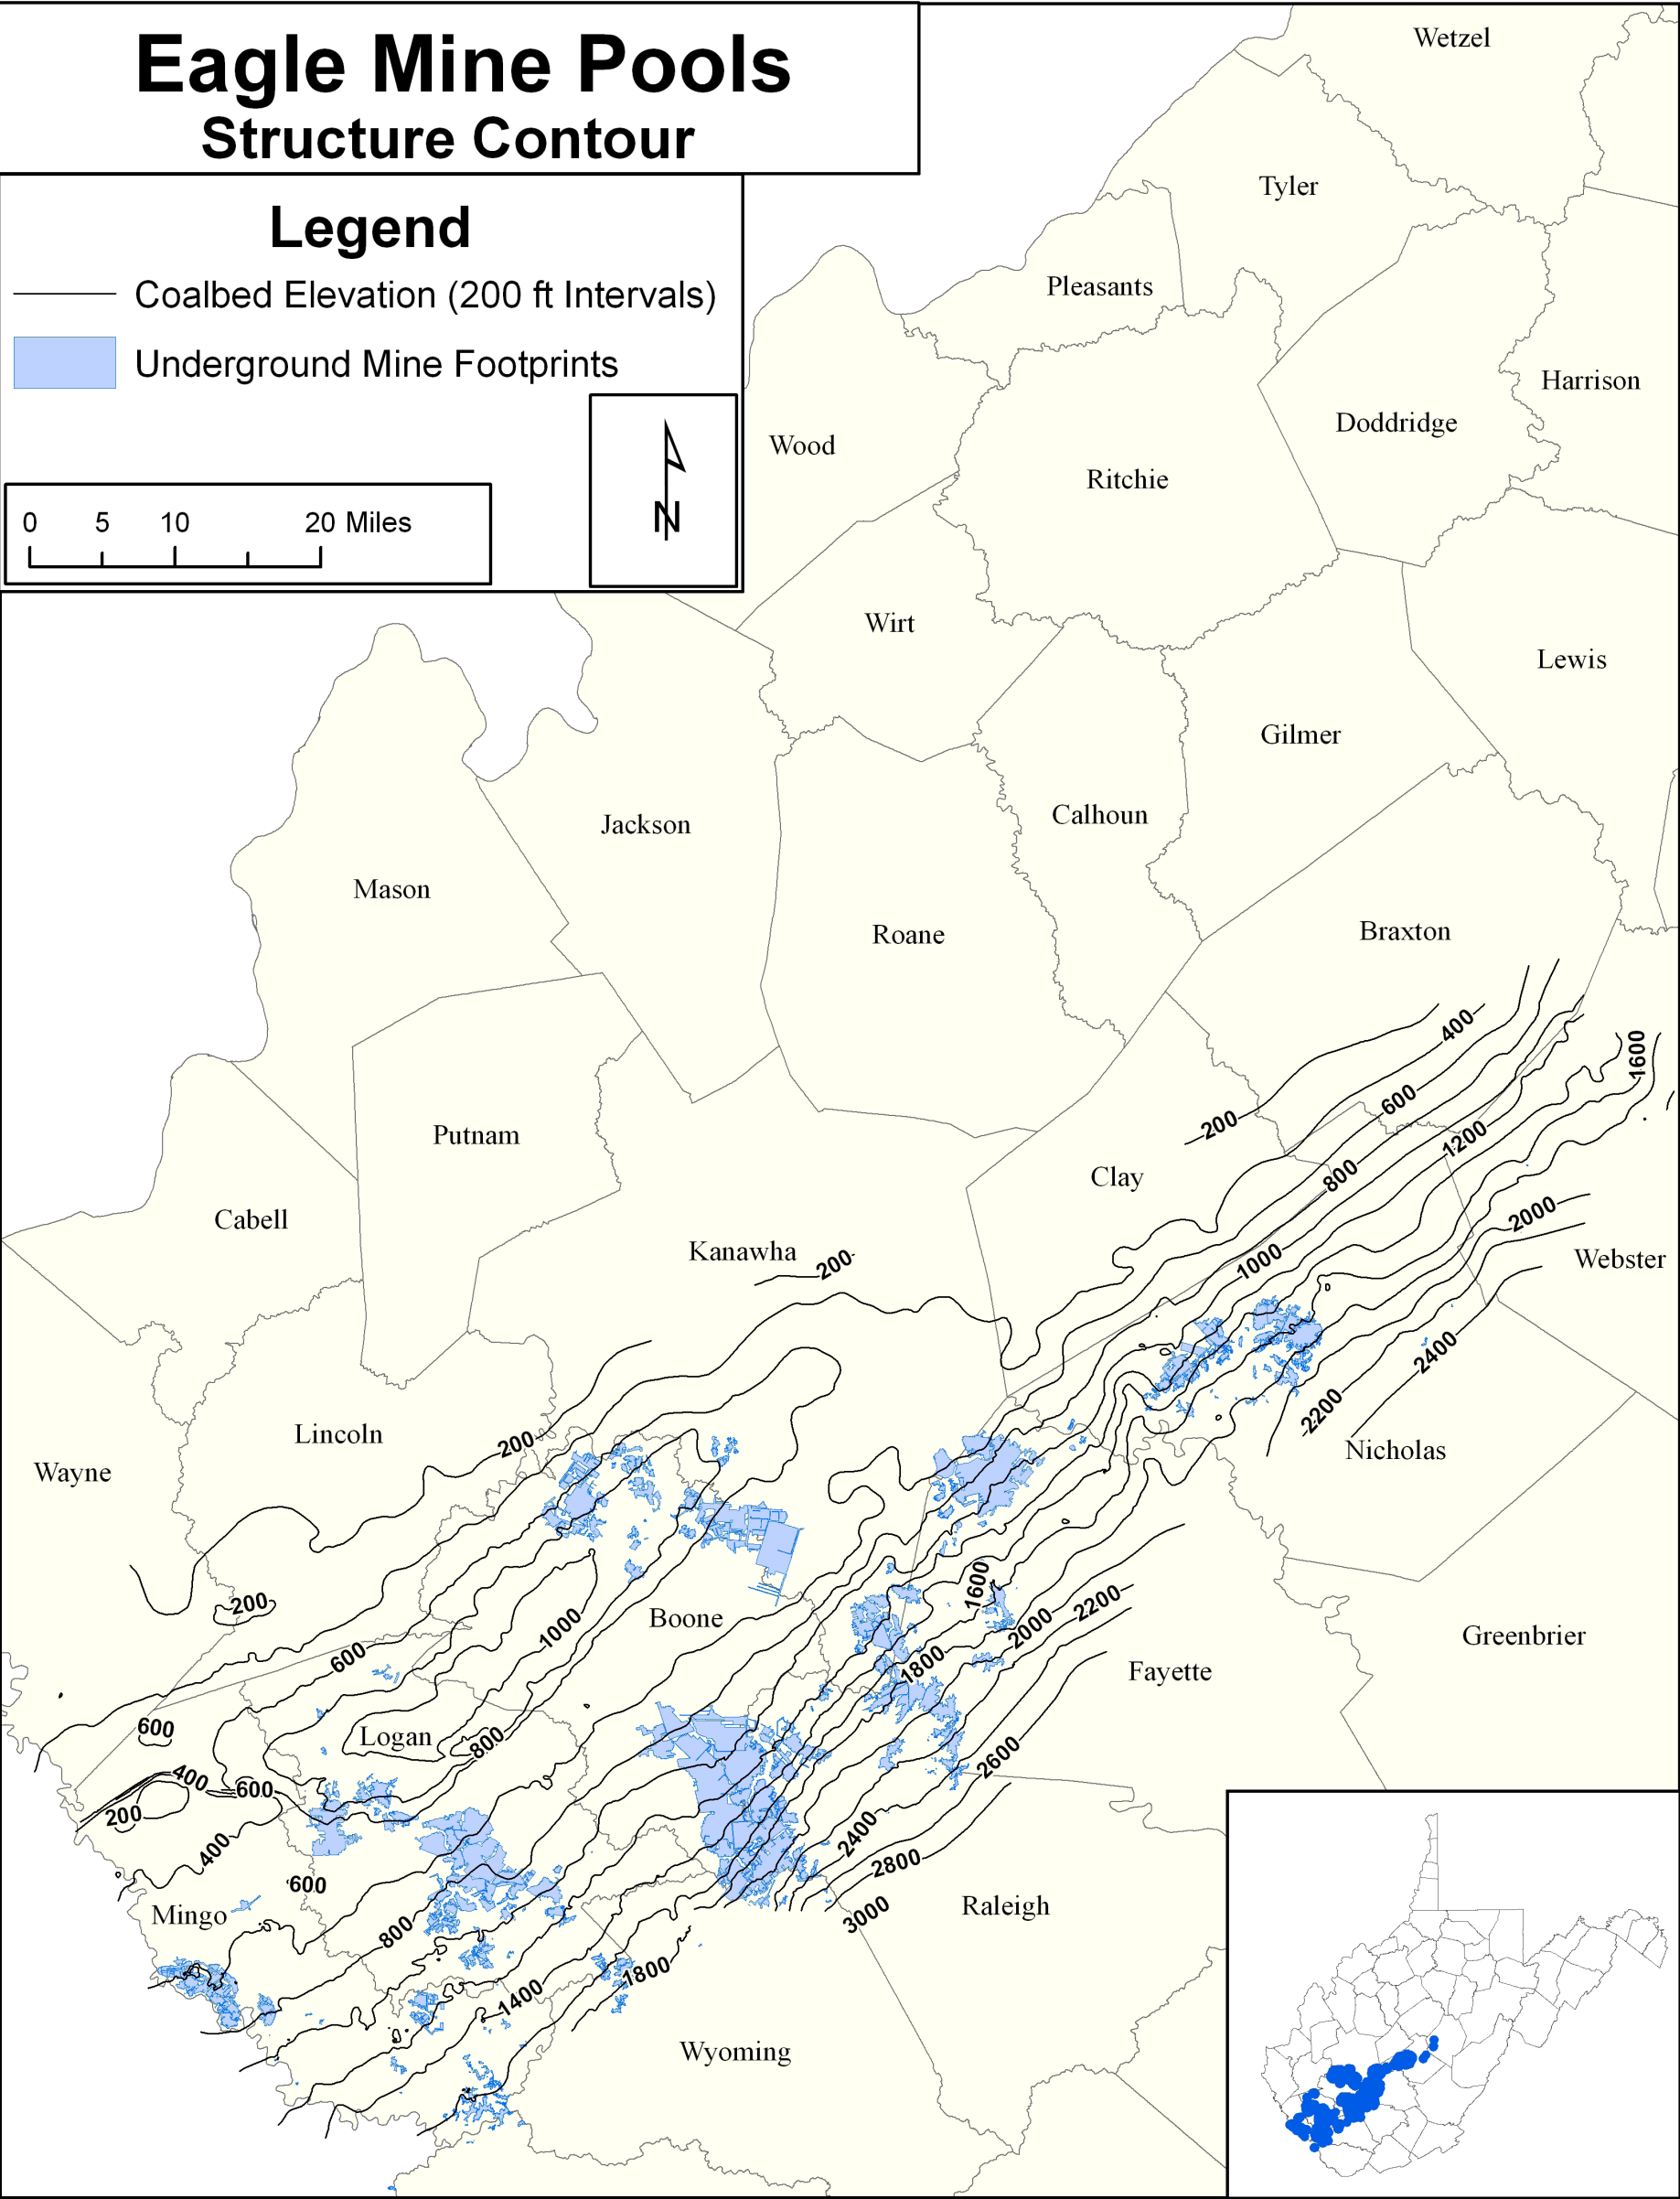 Eagle Mine Pools
Structure Contour
Legend
Coalbed Elevation (200 ft Intervals)
Underground Mine Footprints
N
0 5 10 20 Miles
Wetzel
Tyler
Pleasants
Harrison
Doddridge
Wood
Ritchie
Wirt
Lewis
Gilmer
Calhoun
Jackson
Mason
Braxton
Roane
400
1600
600
Putnam
200
1200
Clay
800
Cabell
2000
Kanawha
200
1000
Webster
2400
2200
Lincoln
200
Nicholas
Wayne
1600
200
2200
Boone
1000
2000
Greenbrier
600
1800
Fayette
600
Logan
800
2600
400
600
200
2400
400
2800
600
Raleigh
Mingo
3000
800
1800
1400
Wyoming